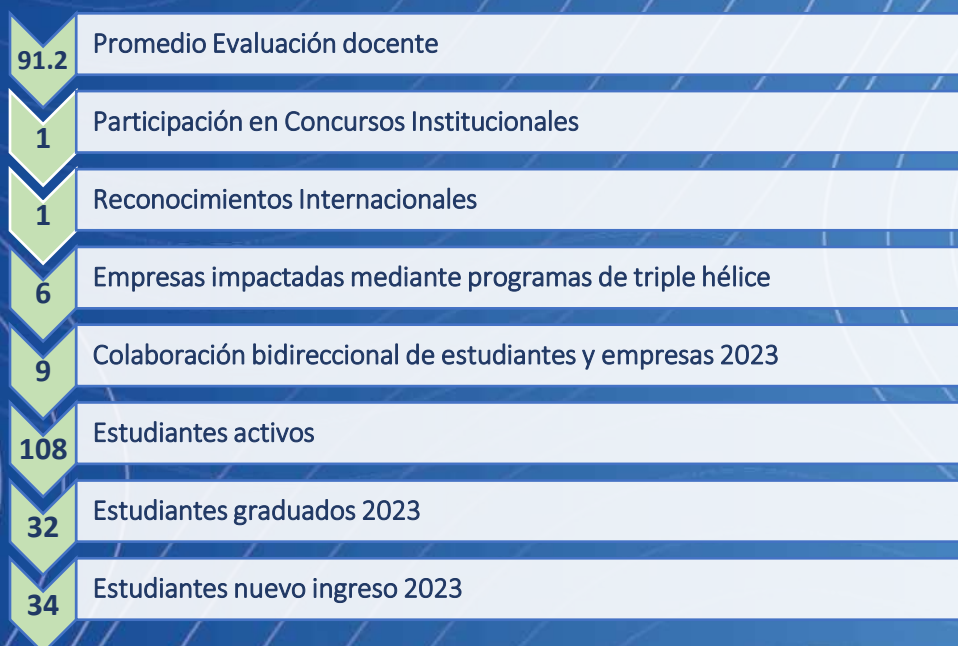 91.2 Promedio Evaluación docente
1 Participación en Concursos Institucionales
1 Reconocimientos Internacionales
6 Empresas impactadas mediante programas de triple hélice
9 Colaboración bidireccional de estudiantes y empresas 2023
108 Estudiantes activos
32 Estudiantes graduados 2023
34 Estudiantes nuevo ingreso 2023